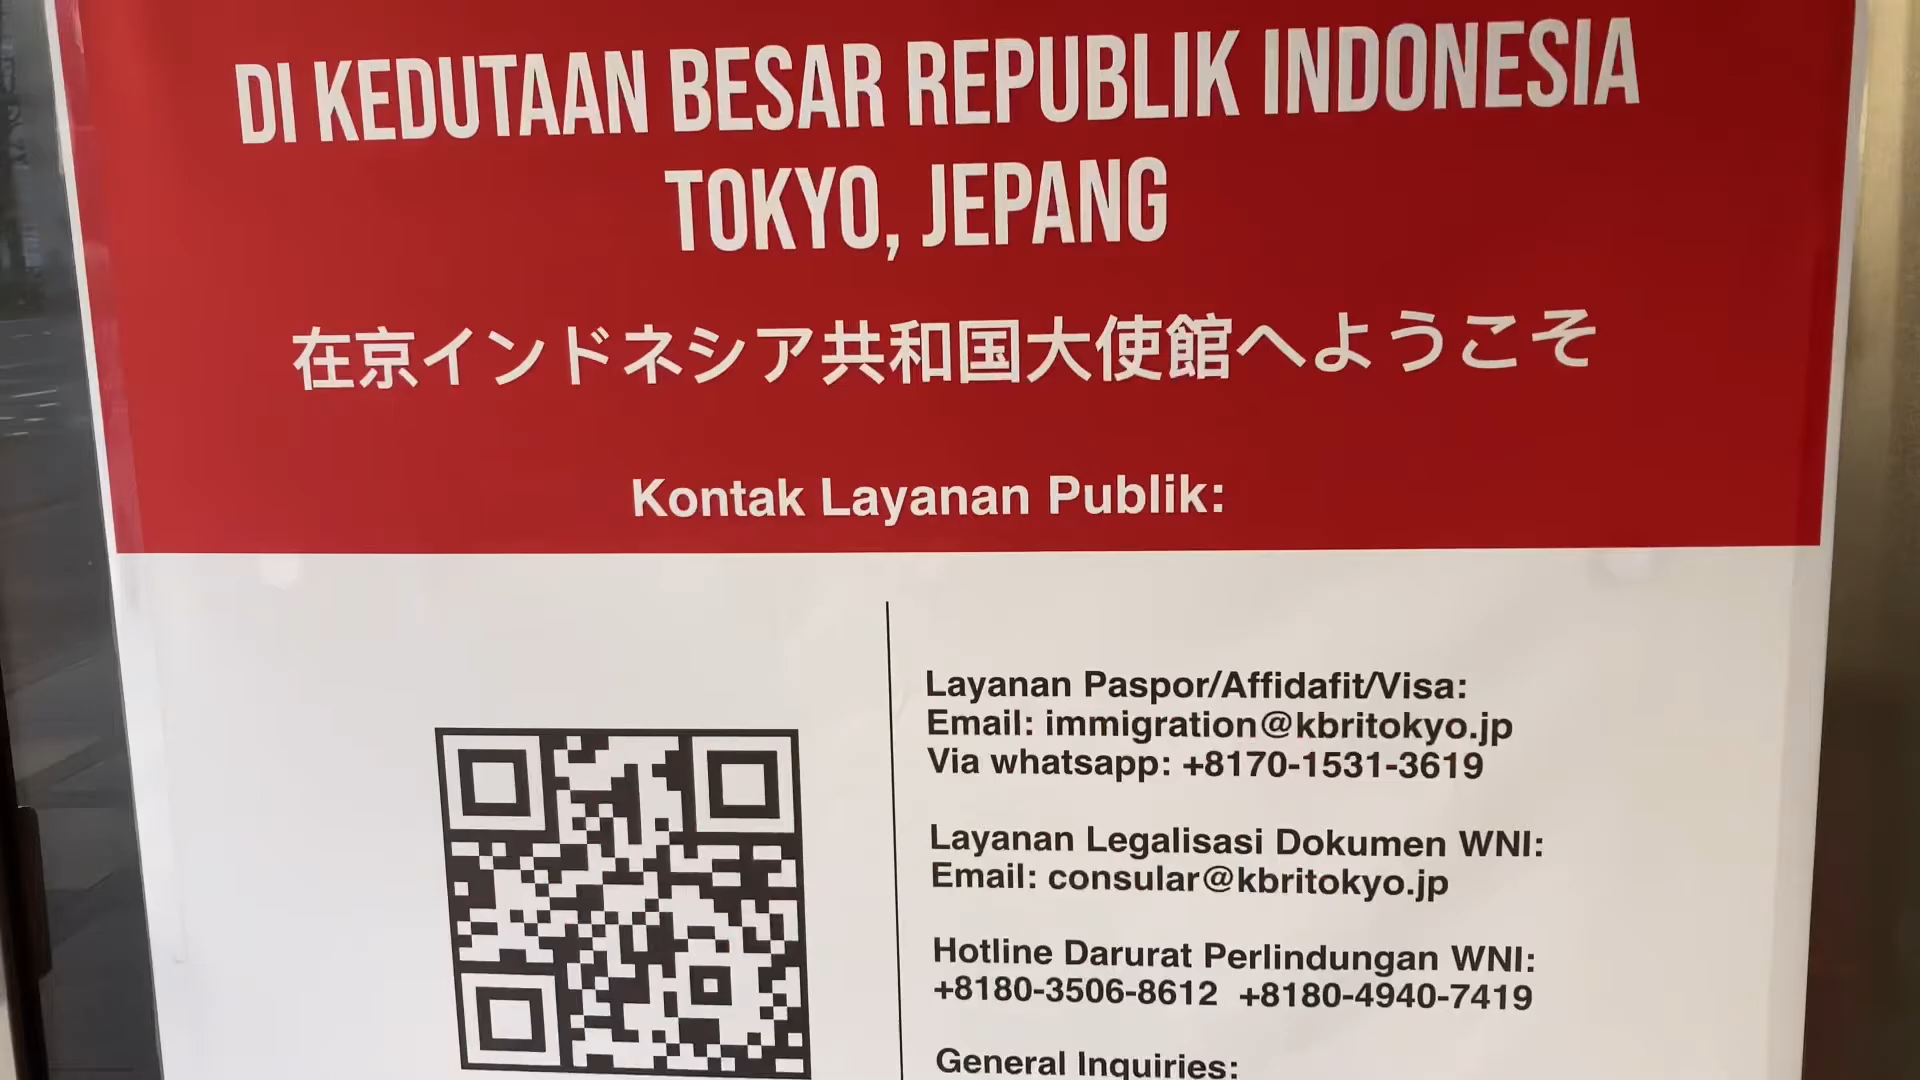 DI KEDUTAAN BESAR REPUBLIK INDONESIA
TOKYO, JEPANG
在京インドネシア共和国大使館へようこそ
Kontak Layanan Publik:
Layanan Paspor/Affidafit/Visa:
Email: immigration@kbritokyo.jp
Via whatsapp: +8170-1531-3619
Layanan Legalisasi Dokumen WNI:
Email: consular@kbritokyo.jp
Hotline Darurat Perlindungan WNI:
+8180-3506-8612 +8180-4940-7419
General Inquiries: